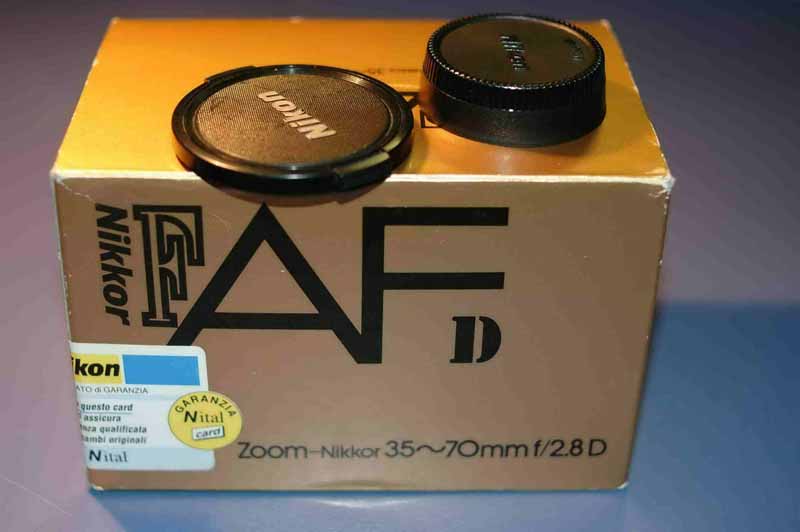 Nikon
Nikon
Nikkor
AF
D
Zoom-Nikkor 35~70mm f/2.8 D
ikon
ATO di GARANZIA
questo card
assicura
nza qualificata
ambi originali
Nital
GARANZIA
Nital
card